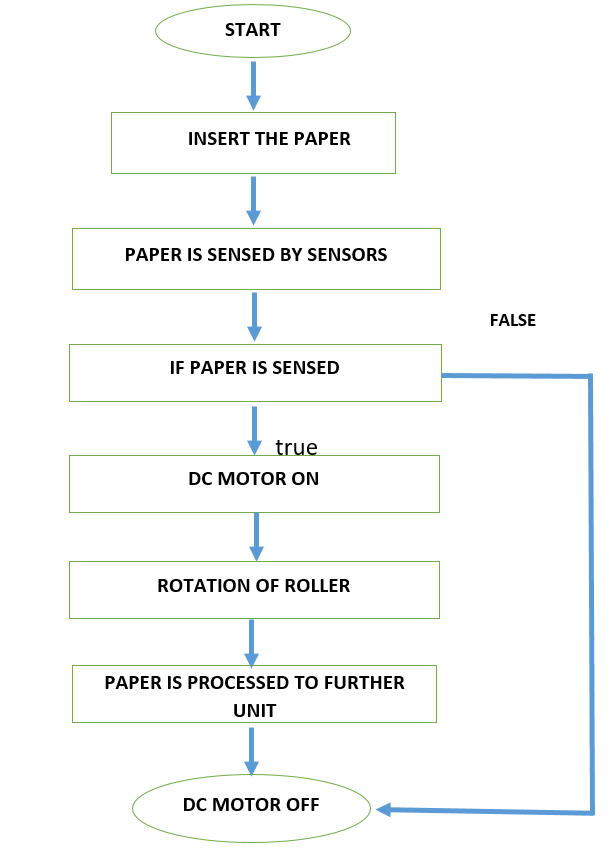 START
INSERT THE PAPER
PAPER IS SENSED BY SENSORS
FALSE
IF PAPER IS SENSED
true
DC MOTOR ON
ROTATION OF ROLLER
PAPER IS PROCESSED TO FURTHER
UNIT
DC MOTOR OFF